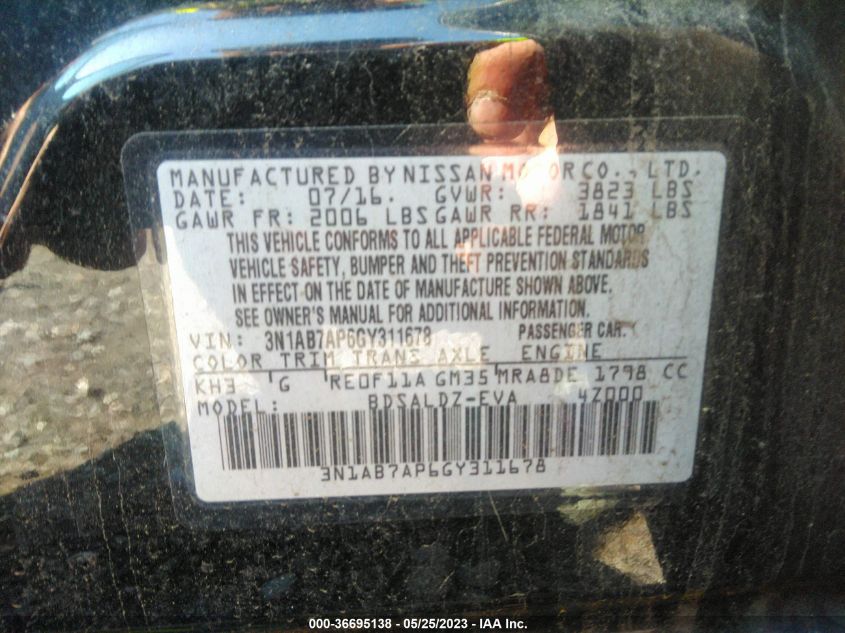 MANUFACTURED BY NISSAN MOTOR CO., LTD.
DATE: 07/16. GVWR: 3823 LBS
GAWR FR: 2006 LBS GAWR RR: 1841 LBS
THIS VEHICLE CONFORMS TO ALL APPLICABLE FEDERAL MOTOR
VEHICLE SAFETY, BUMPER AND THEFT PREVENTION STANDARDS
IN EFFECT ON THE DATE OF MANUFACTURE SHOWN ABOVE.
SEE OWNER'S MANUAL FOR ADDITIONAL INFORMATION.
VIN: 3N1AB7AP6GY311678 PASSENGER CAR.
COLOR TRIM TRANS AXLE ENGINE
KH3 G RE0F11A GM35 MRA8DE 1798 CC
MODEL: BDSALDZ-EVA 4Z000
3N1AB7AP6GY311678
000-36695138 - 05/25/2023 - IAA Inc.